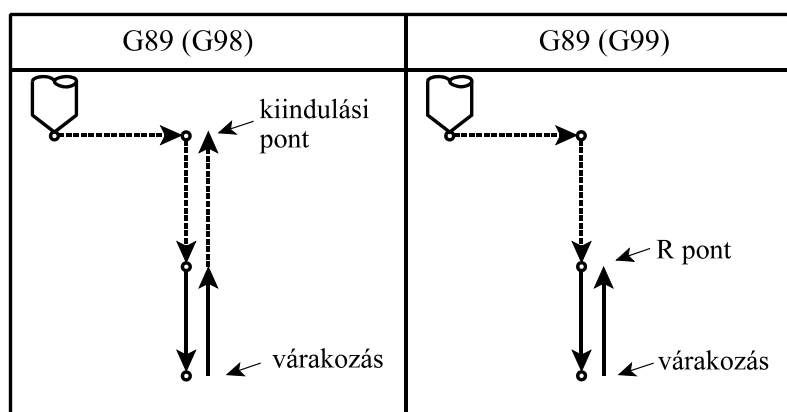 G89 (G98)
G89 (G99)
kiindulási
pont
várakozás
R pont
várakozás